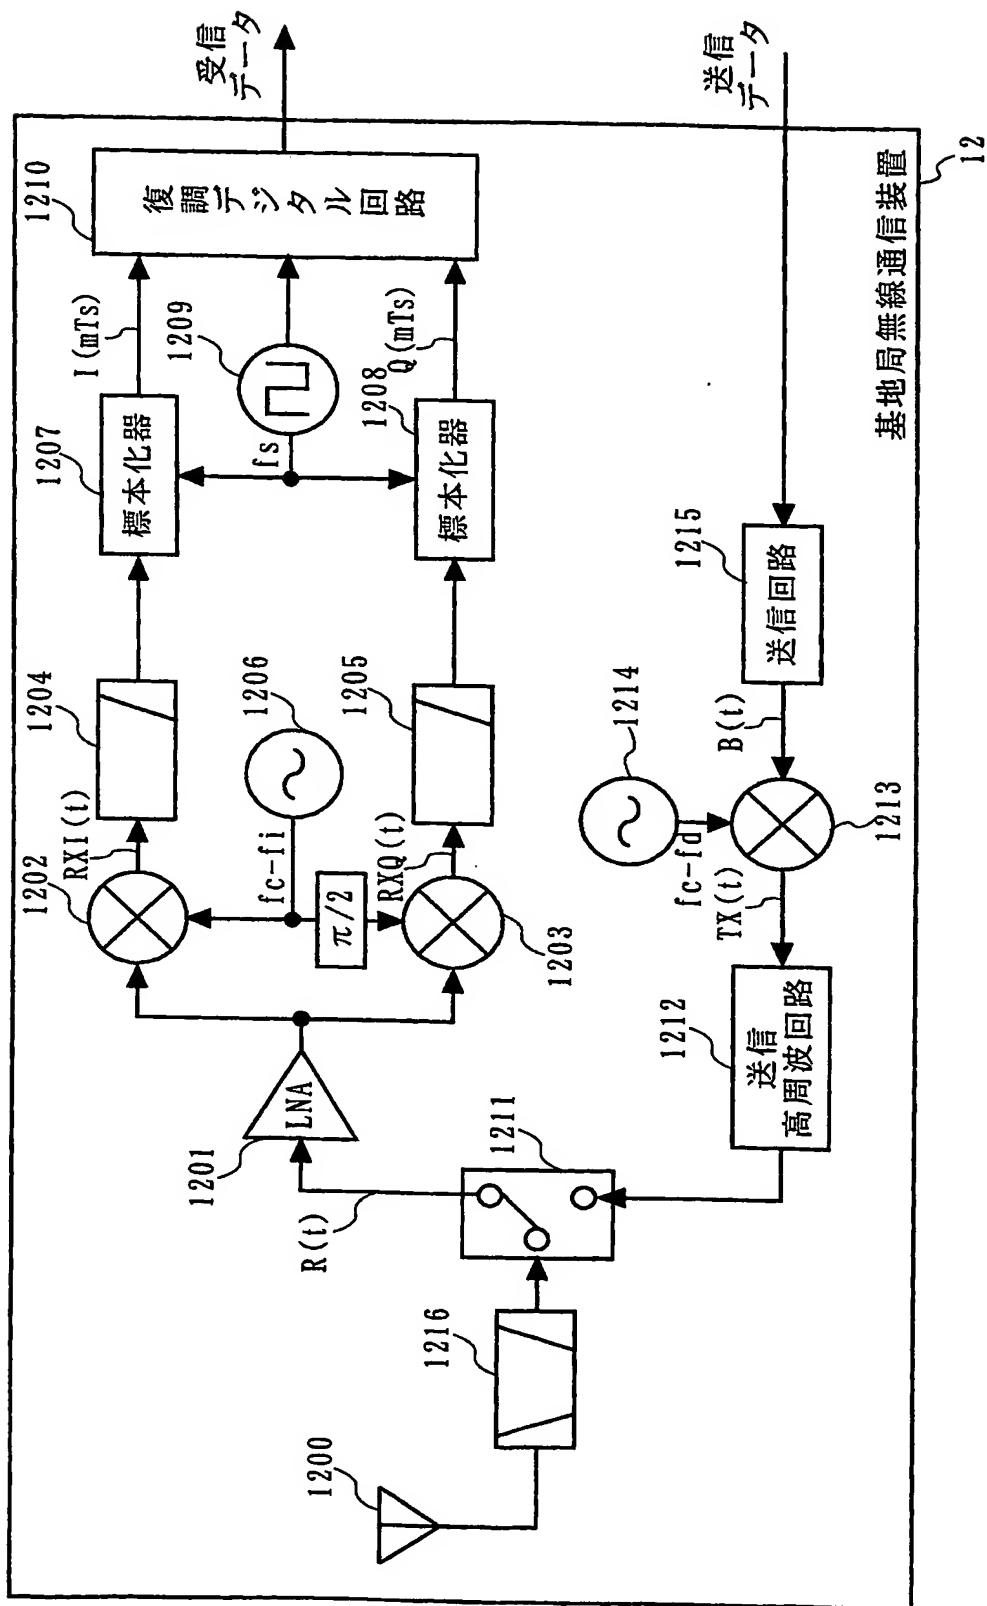 1200
1216
1211
R(t)
1201
LNA
1202
RXI(t)
1204
1207
標本化器
I(mTs)
1210
復調デジタル回路
受信
データ
fc-fi
π/2
1206
fs
1209
1203
RXQ(t)
1205
1208
標本化器
Q(mTs)
1212
送信
高周波回路
TX(t)
fc-fd
1214
1213
B(t)
1215
送信回路
送信
データ
基地局無線通信装置
12